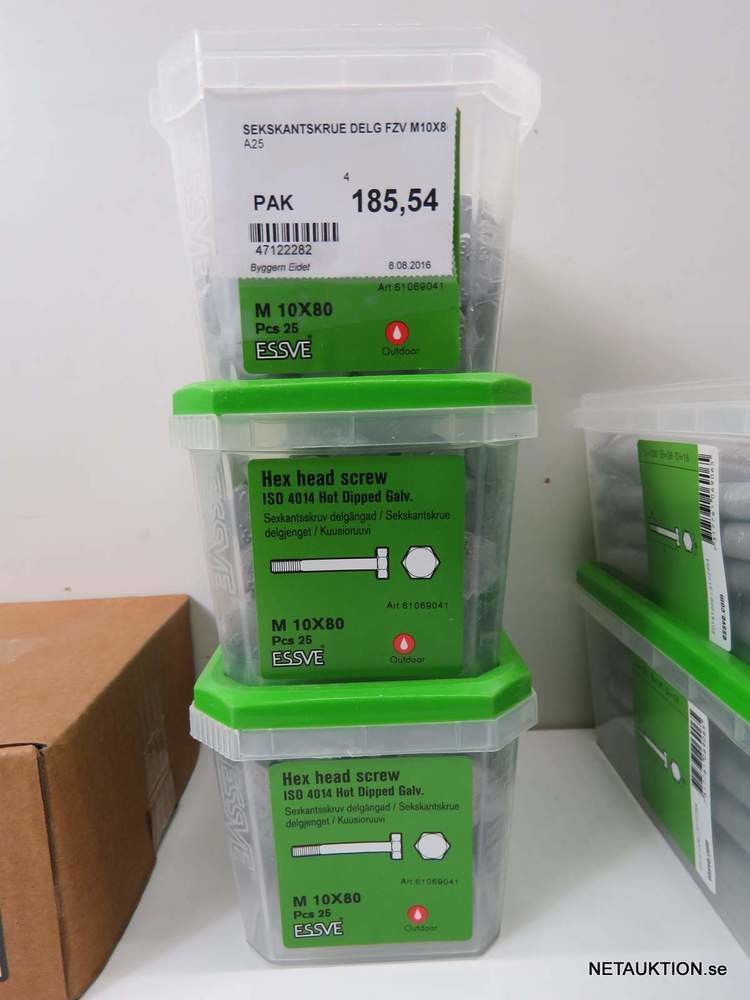 SEKSKANTSKRUE DELG FZV M10X8
A25
4
PAK 185,54
47122282
Byggern Eidet 8.08.2016
Art 61069041
M 10X80
Pcs 25
ESSVE
Outdoor
Hex head screw
ISO 4014 Hot Dipped Galv.
Sexkantsskruv delgängad / Sekskantskrue
delgjenget / Kuusioruuvi
Art 61069041
M 10X80
Pcs 25
ESSVE
Outdoor
Hex head screw
ISO 4014 Hot Dipped Galv.
Sexkantsskruv delgängad / Sekskantskrue
delgjenget / Kuusioruuvi
Art 61069041
M 10X80
Pcs 25
ESSVE
Outdoor
essve.com
NETAUKTION.se